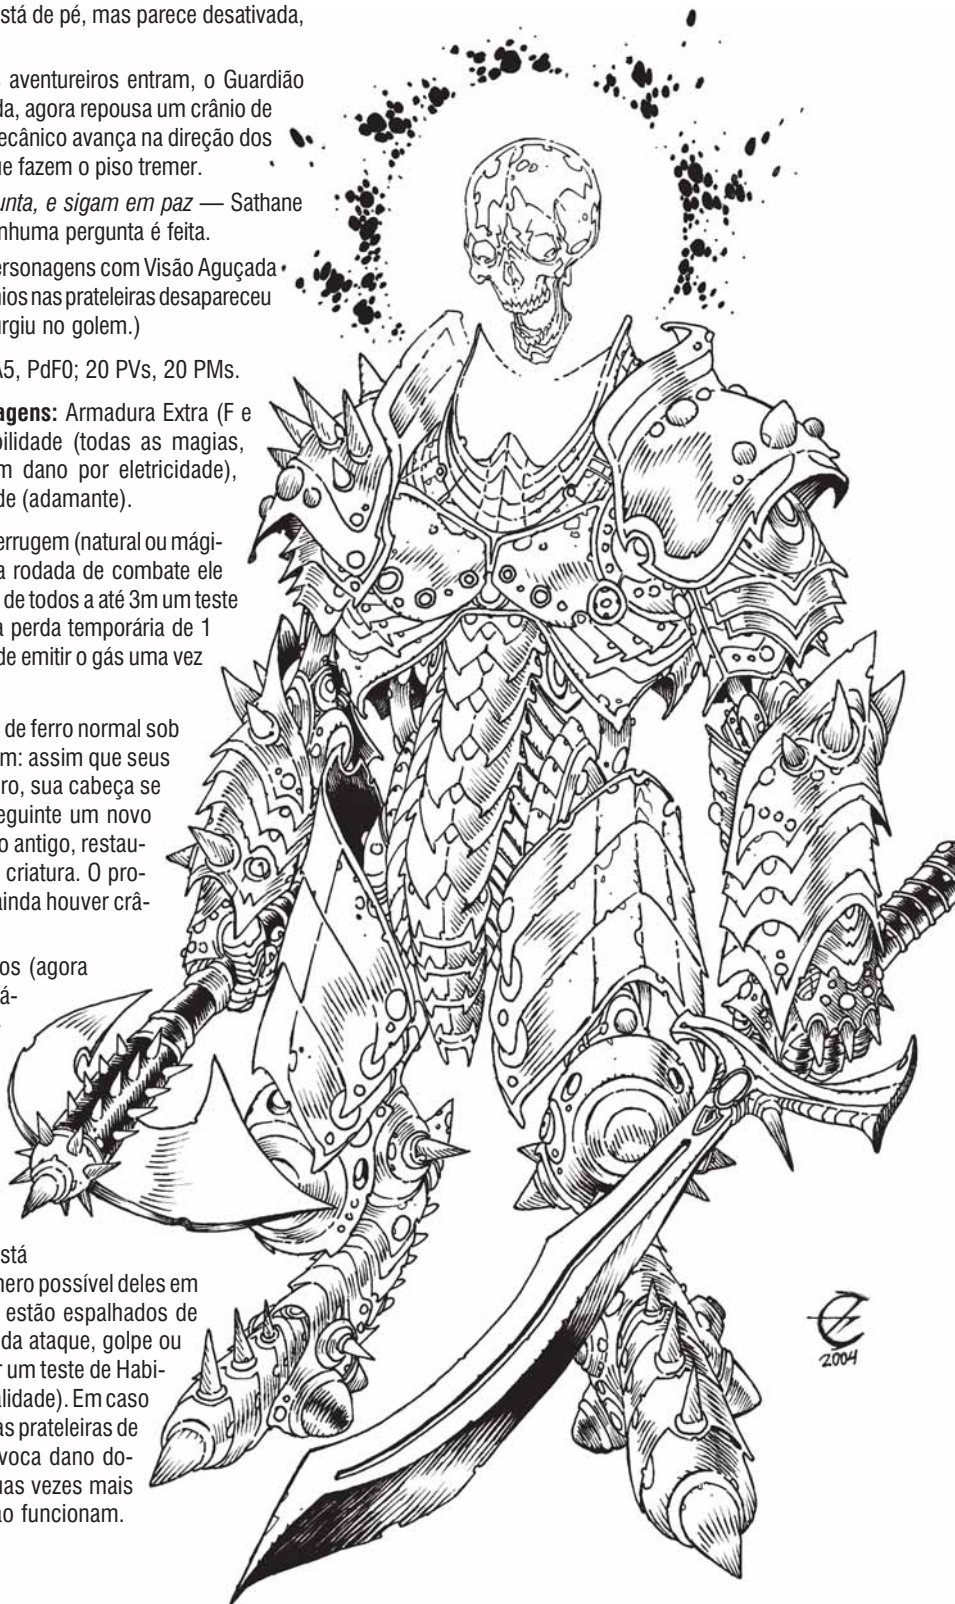 stá de pé, mas parece desativada,
s aventureiros entram, o Guardião
da, agora repousa um crânio de
ecânico avança na direção dos
ue fazem o piso tremer.
unta, e sigam em paz — Sathane
nhuma pergunta é feita.
ersonagens com Visão Aguçada
nios nas prateleiras desapareceu
urgiu no golem.)
A5, PdF0; 20 PVs, 20 PMs.
agens: Armadura Extra (F e
bilidade (todas as magias,
m dano por eletricidade),
de (adamante).
errugem (natural ou mági-
a rodada de combate ele
de todos a até 3m um teste
a perda temporária de 1
de emitir o gás uma vez
de ferro normal sob
m: assim que seus
ro, sua cabeça se
eguinte um novo
o antigo, restau-
criatura. O pro-
ainda houver crâ-
os (agora
á-
stá
nero possível deles em
estão espalhados de
da ataque, golpe ou
r um teste de Habi-
alidade). Em caso
as prateleiras de
voca dano do-
uas vezes mais
ão funcionam.
2004